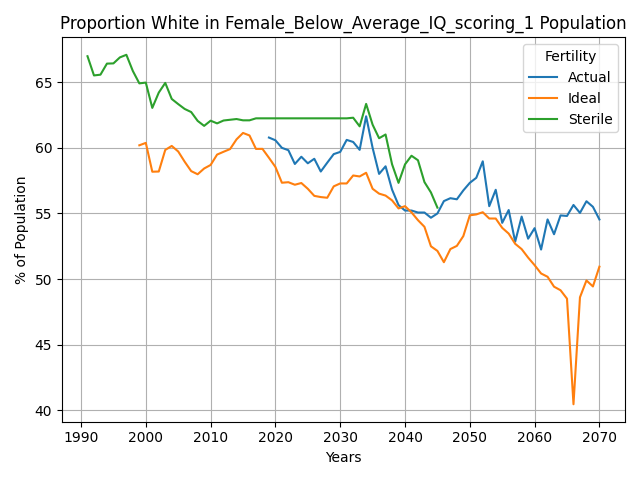 Proportion White in Female_Below_Average_IQ_scoring_1 Population
Fertility
Actual
Ideal
Sterile
% of Population
65
60
55
50
45
40
1990 2000 2010 2020 2030 2040 2050 2060 2070
Years